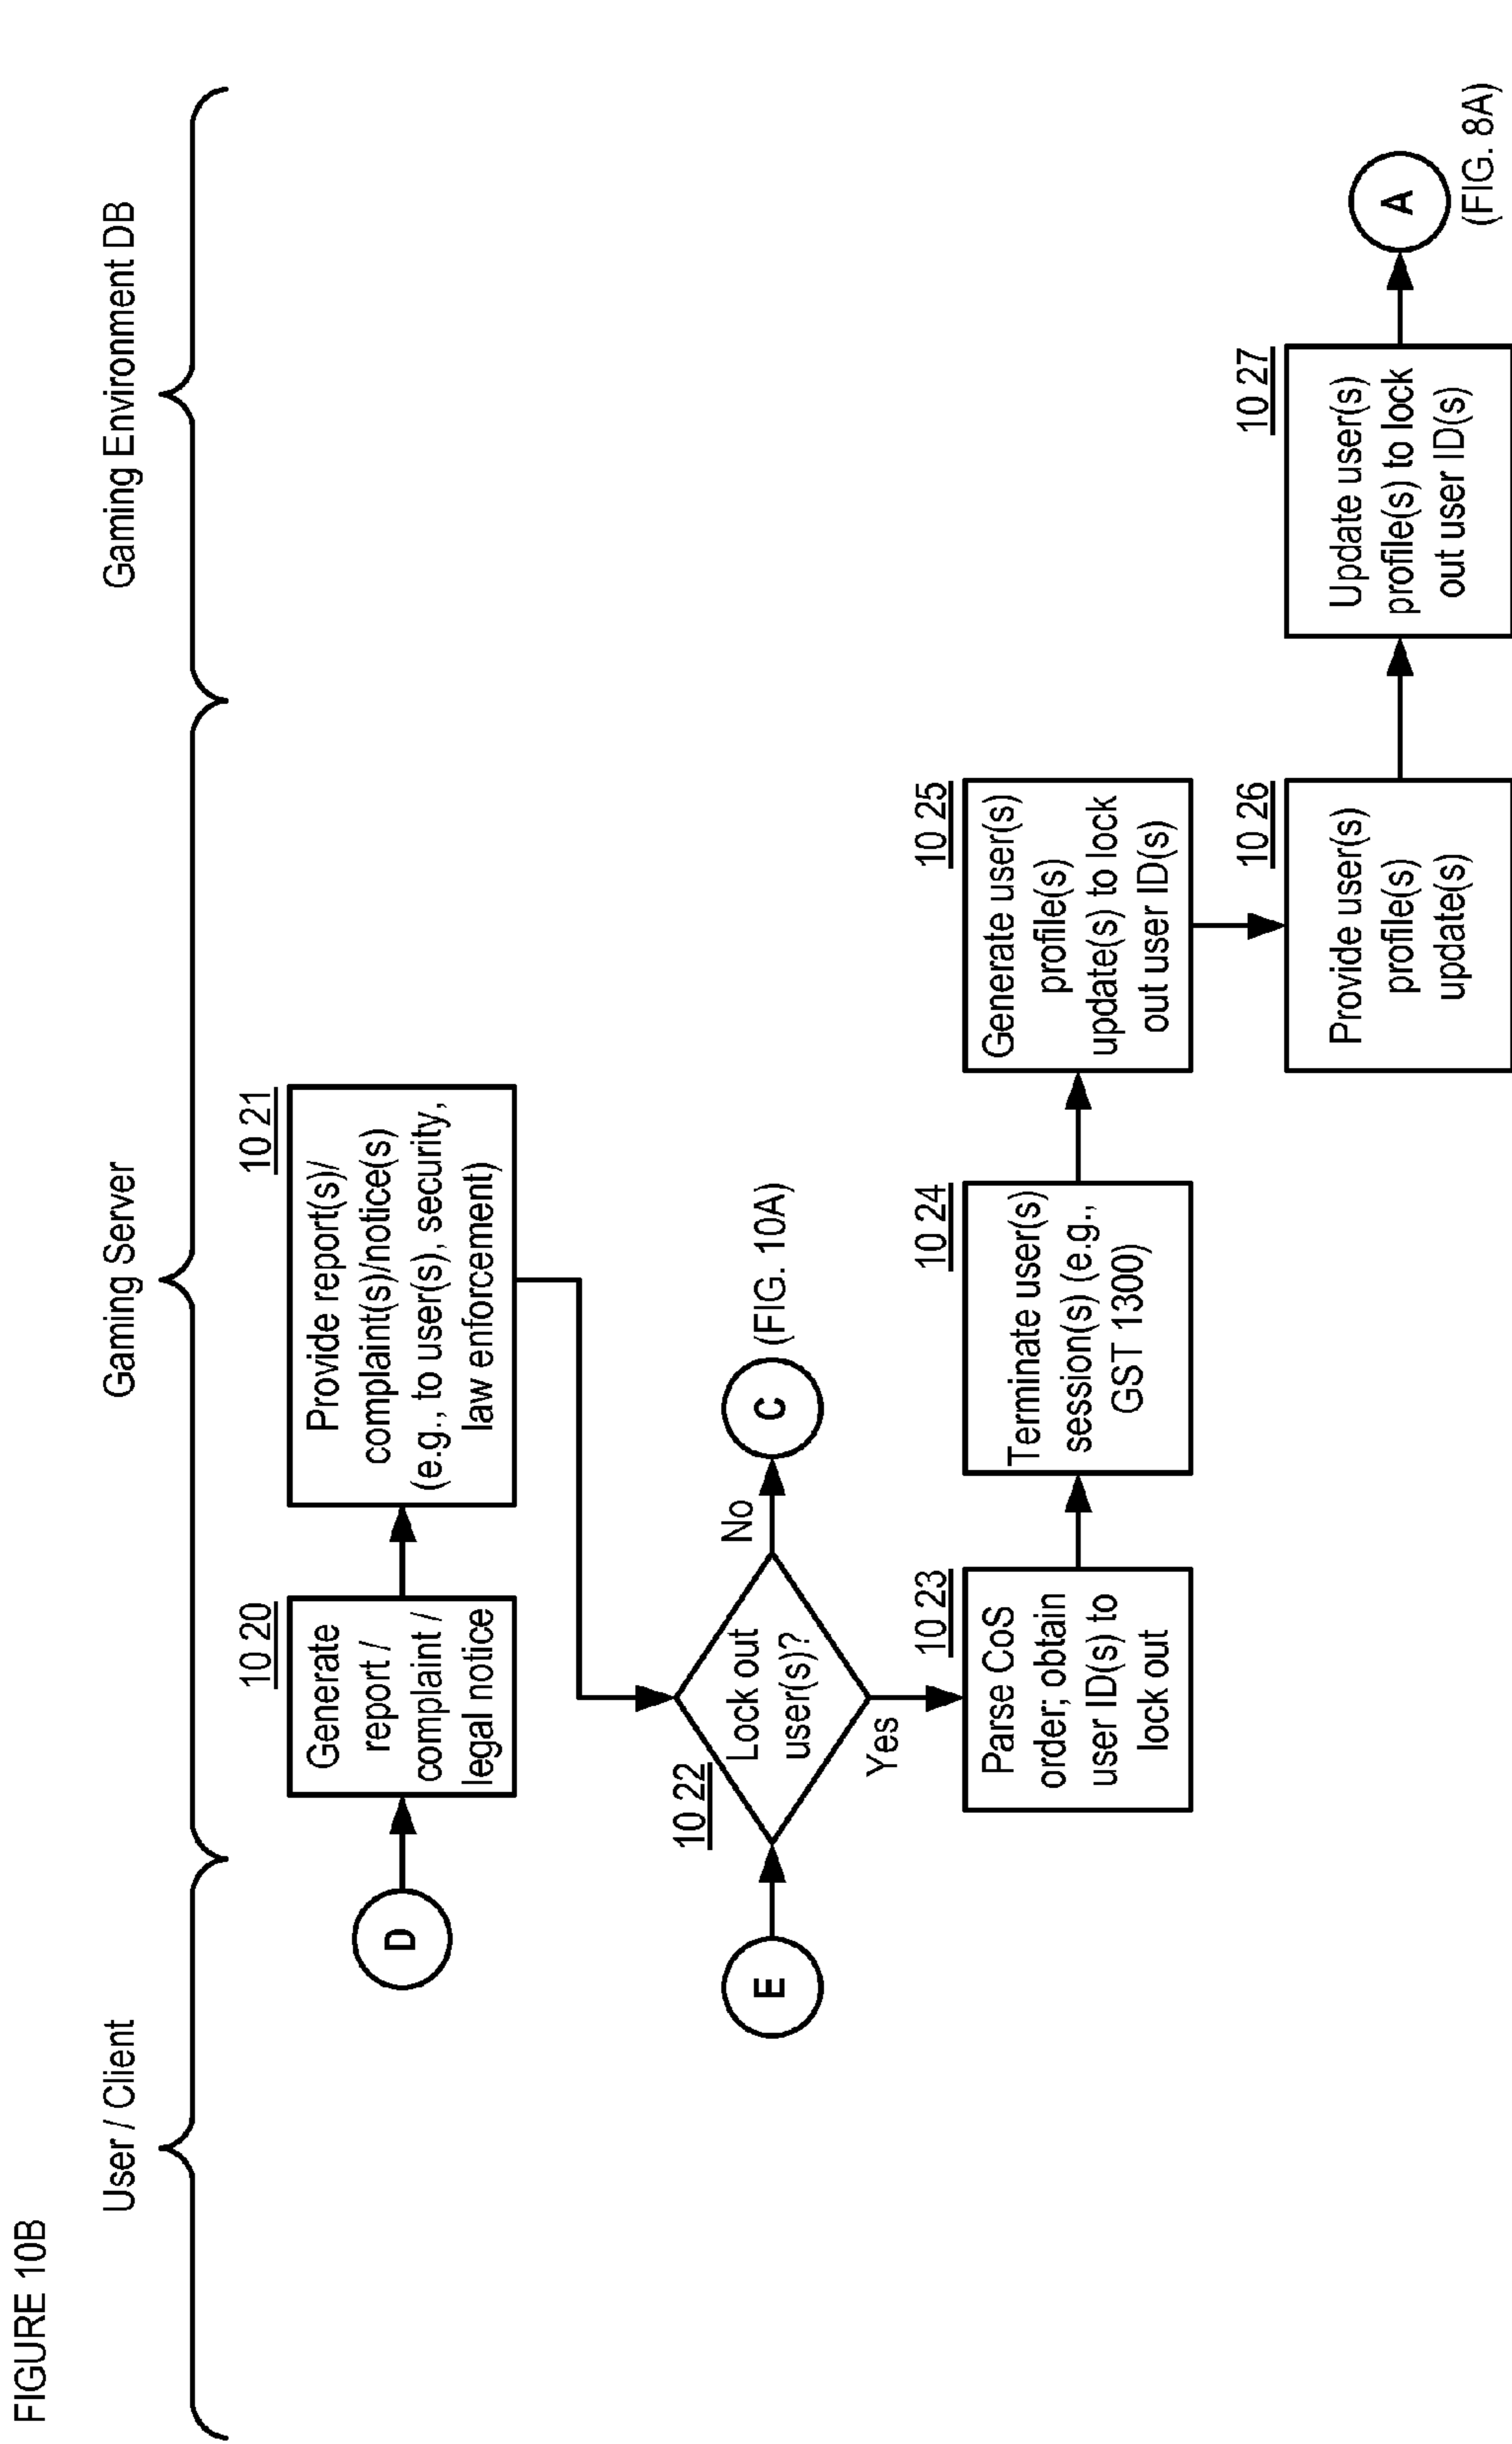 FIGURE 10B
User / Client
Gaming Server
Gaming Environment DB
D
10 20
Generate
report /
complaint /
legal notice
10 21
Provide report(s)/
complaint(s)/notice(s)
(e.g., to user(s), security,
law enforcement)
E
10 22
Lock out
user(s)?
No
C
(FIG. 10A)
Yes
10 23
Parse CoS
order; obtain
user ID(s) to
lock out
10 24
Terminate user(s)
session(s) (e.g.,
GST 1300)
10 25
Generate user(s)
profile(s)
update(s) to lock
out user ID(s)
10 26
Provide user(s)
profile(s)
update(s)
10 27
Update user(s)
profile(s) to lock
out user ID(s)
A
(FIG. 8A)